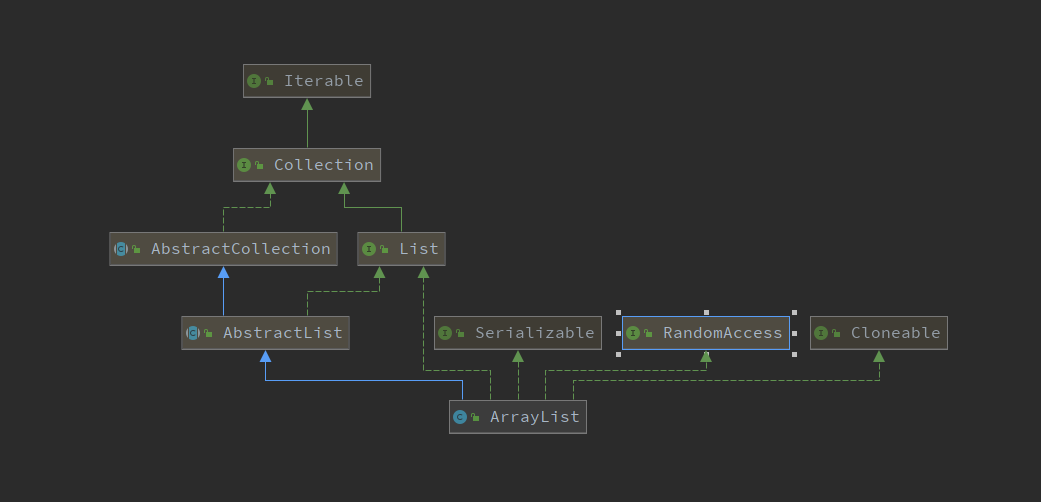 Iterable
Collection
AbstractCollection
List
AbstractList
Serializable
RandomAccess
Cloneable
ArrayList